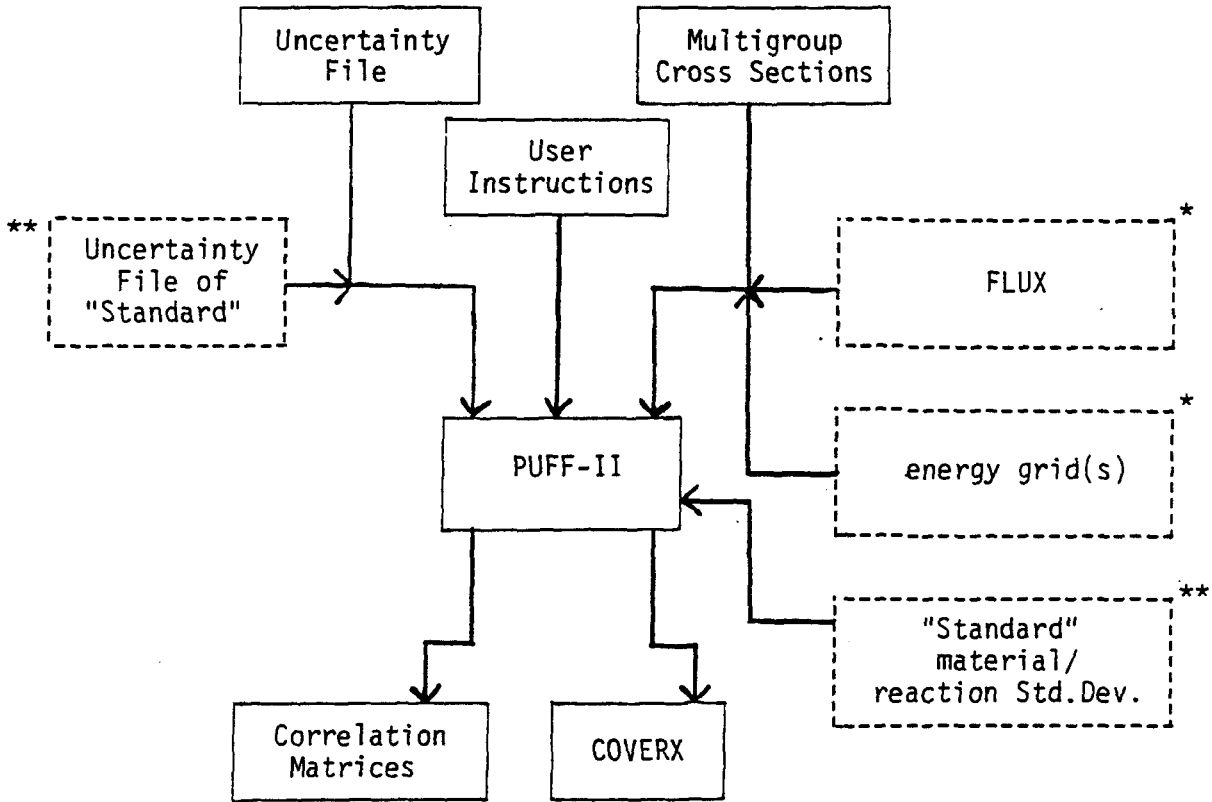 Uncertainty
File
Multigroup
Cross Sections
User
Instructions
**
Uncertainty
File of
"Standard"
*
FLUX
*
energy grid(s)
PUFF-II
**
"Standard"
material/
reaction Std.Dev.
Correlation
Matrices
COVERX